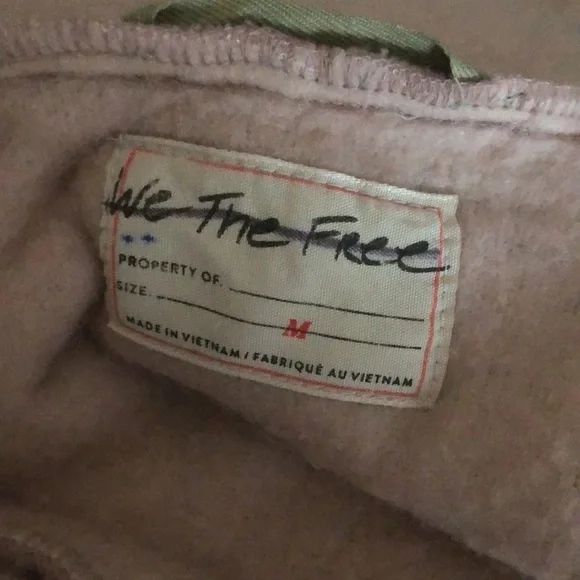 We The Free
PROPERTY OF.
SIZE. M
MADE IN VIETNAM / FABRIQUÉ AU VIETNAM